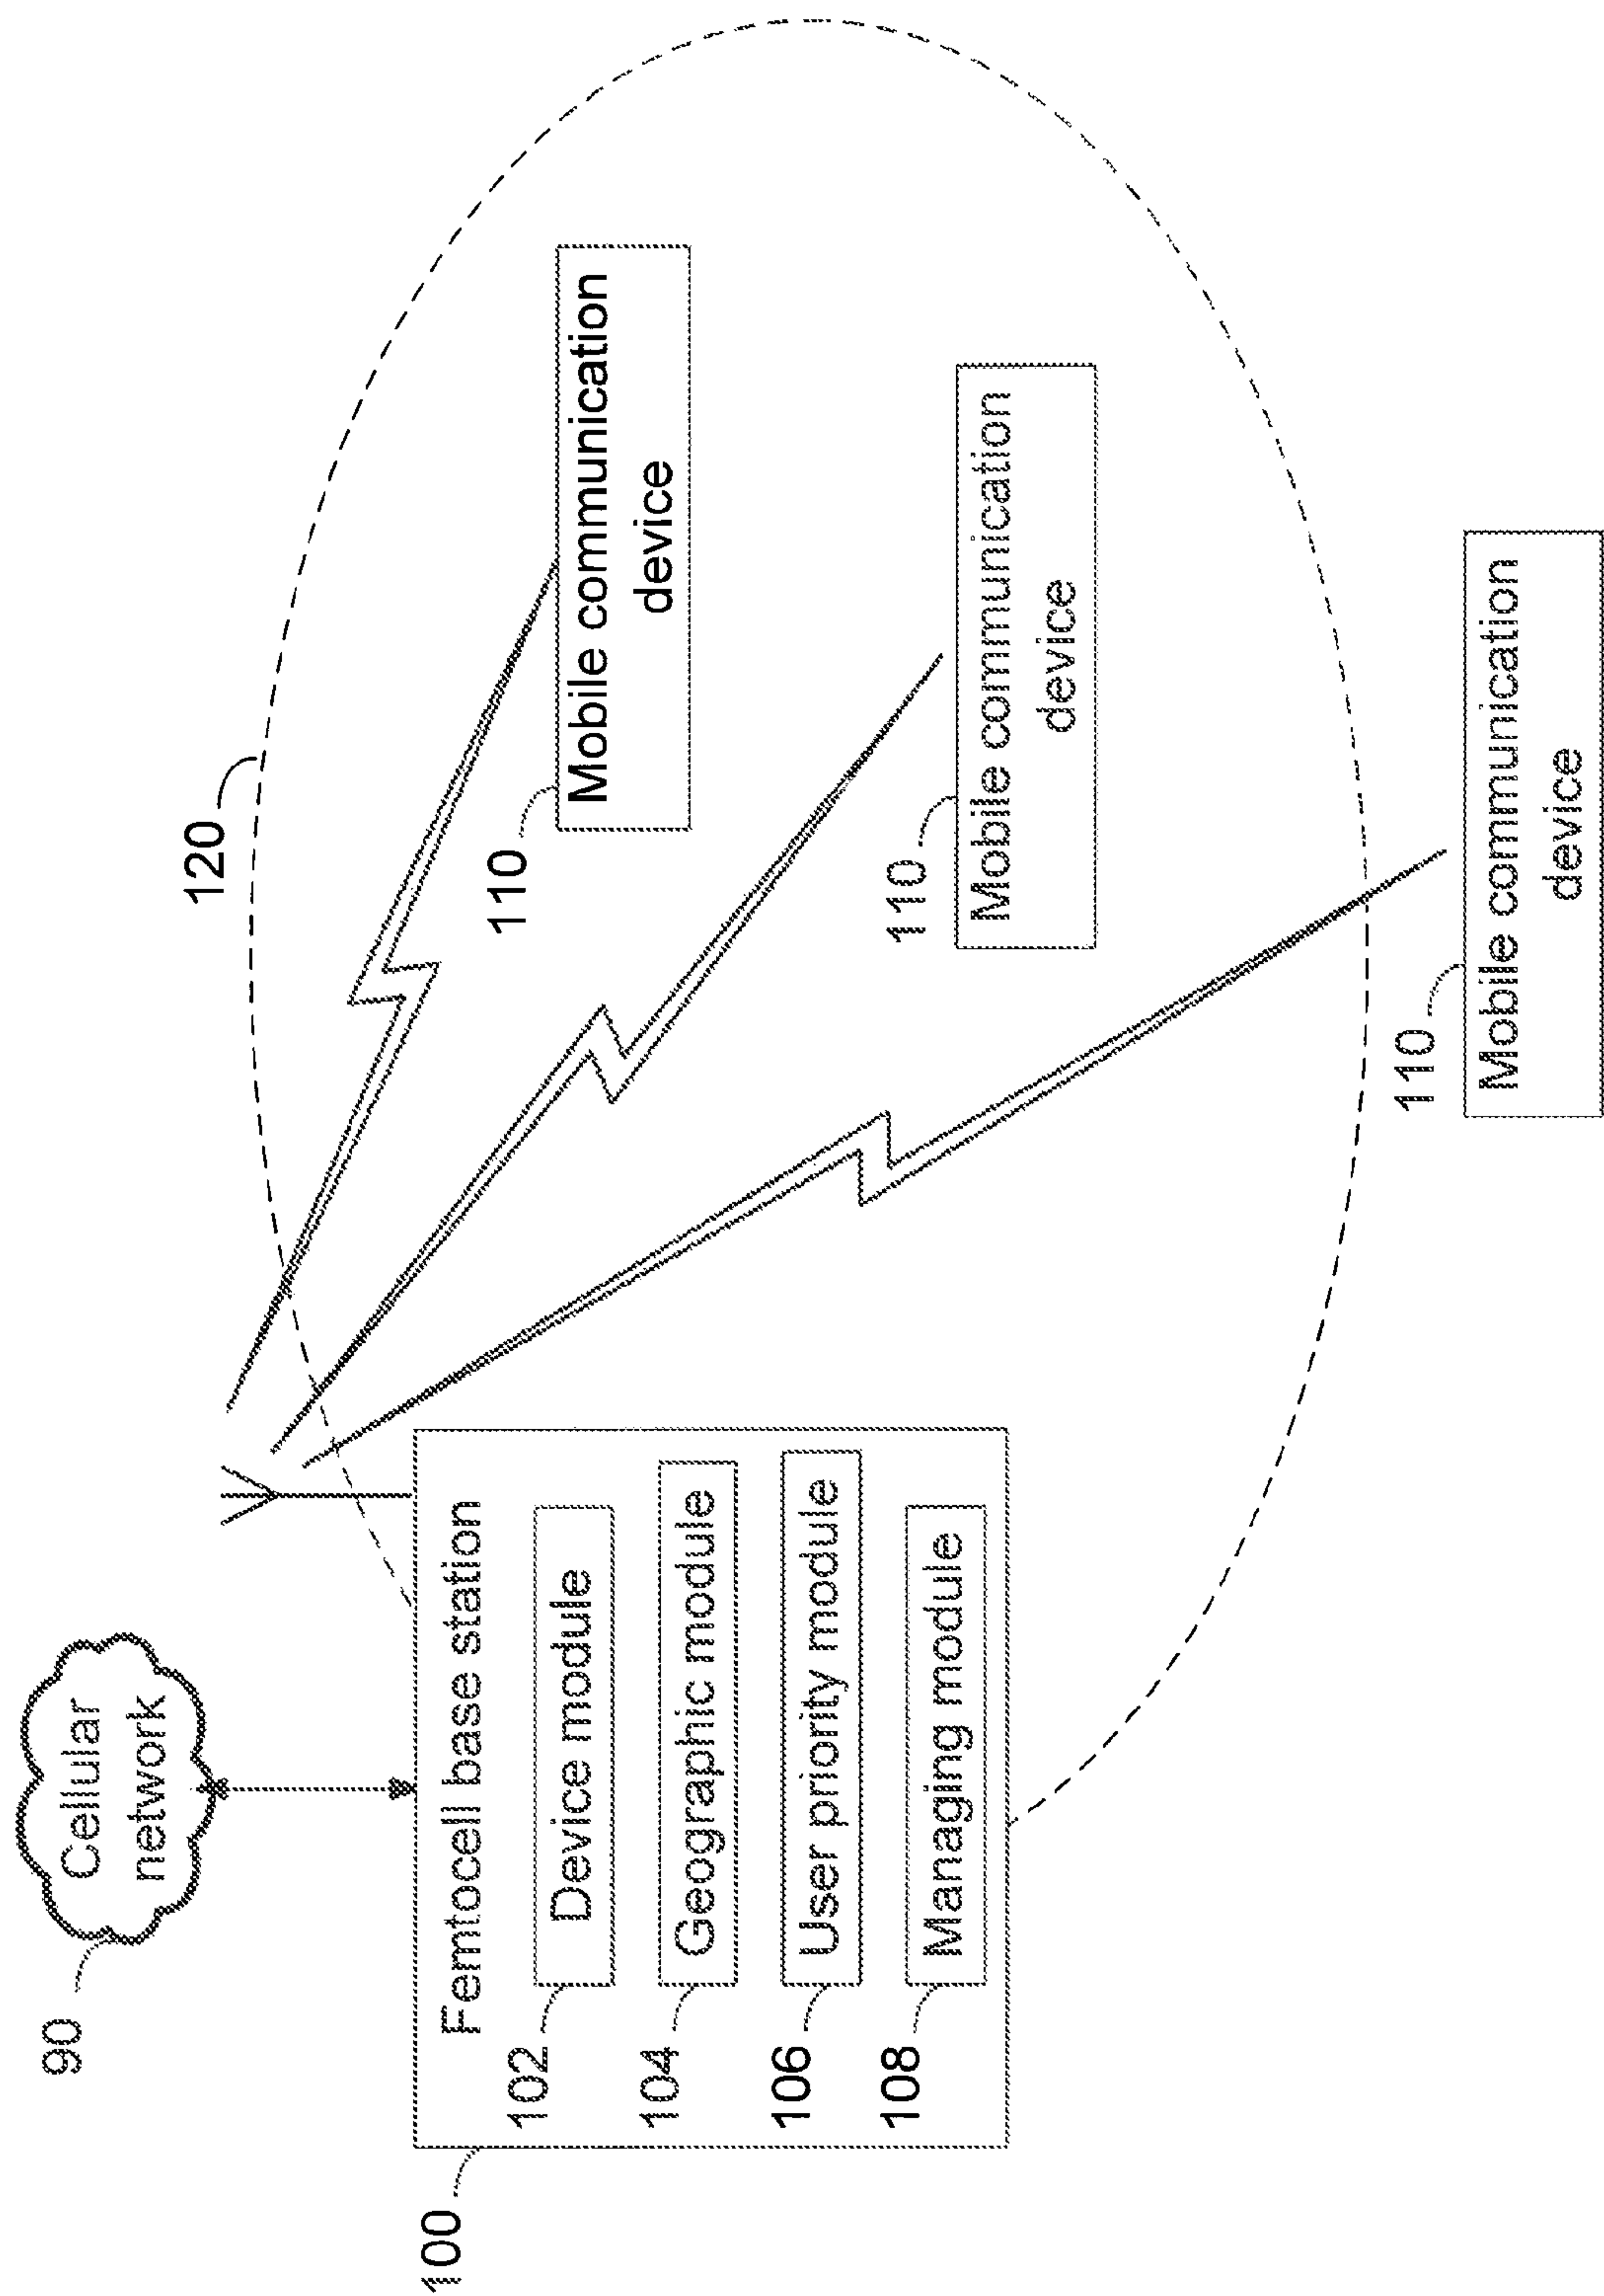 90
Cellular
network
100
Femtocell base station
102
Device module
104
Geographic module
106
User priority module
108
Managing module
120
110
Mobile communication
device
110
Mobile communication
device
110
Mobile communication
device